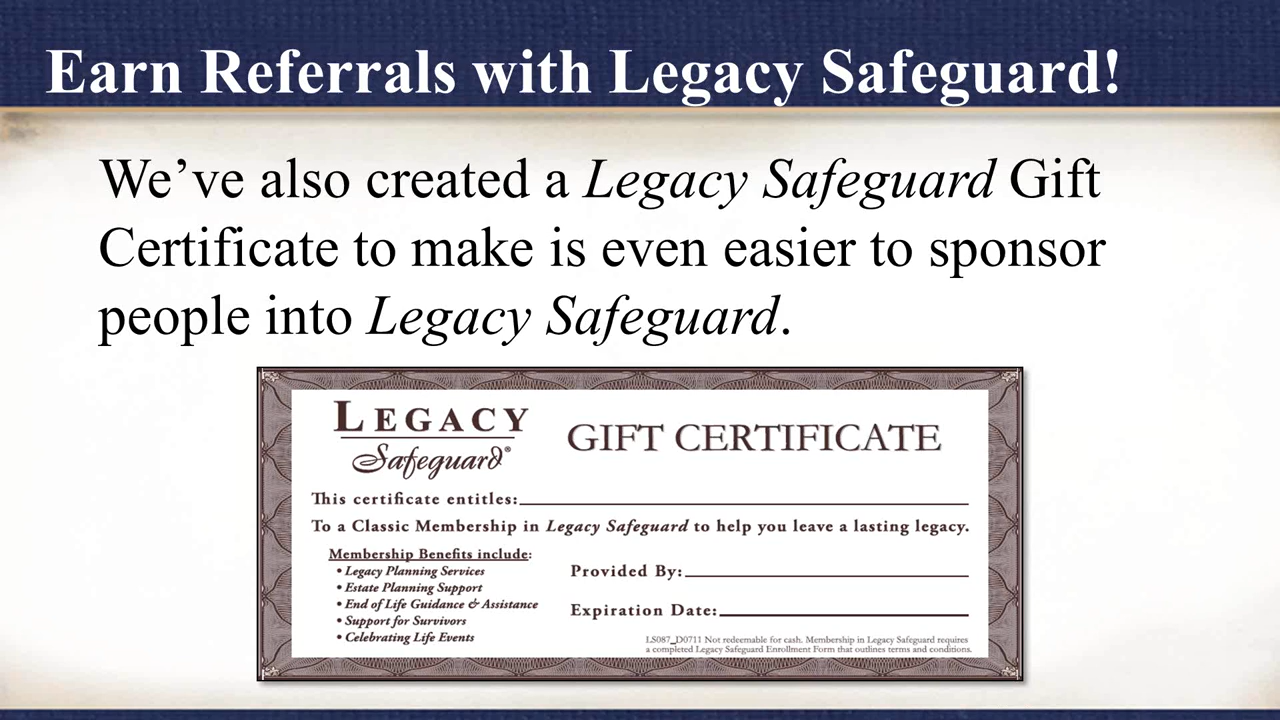 Earn Referrals with Legacy Safeguard!
We’ve also created a Legacy Safeguard Gift
Certificate to make is even easier to sponsor
people into Legacy Safeguard.
LEGACY
Safeguard®
GIFT CERTIFICATE
This certificate entitles:
To a Classic Membership in Legacy Safeguard to help you leave a lasting legacy.
Membership Benefits include:
• Legacy Planning Services
• Estate Planning Support
• End of Life Guidance & Assistance
• Support for Survivors
• Celebrating Life Events
Provided By:
Expiration Date:
LS087_D0711 Not redeemable for cash. Membership in Legacy Safeguard requires
a completed Legacy Safeguard Enrollment Form that outlines terms and conditions.